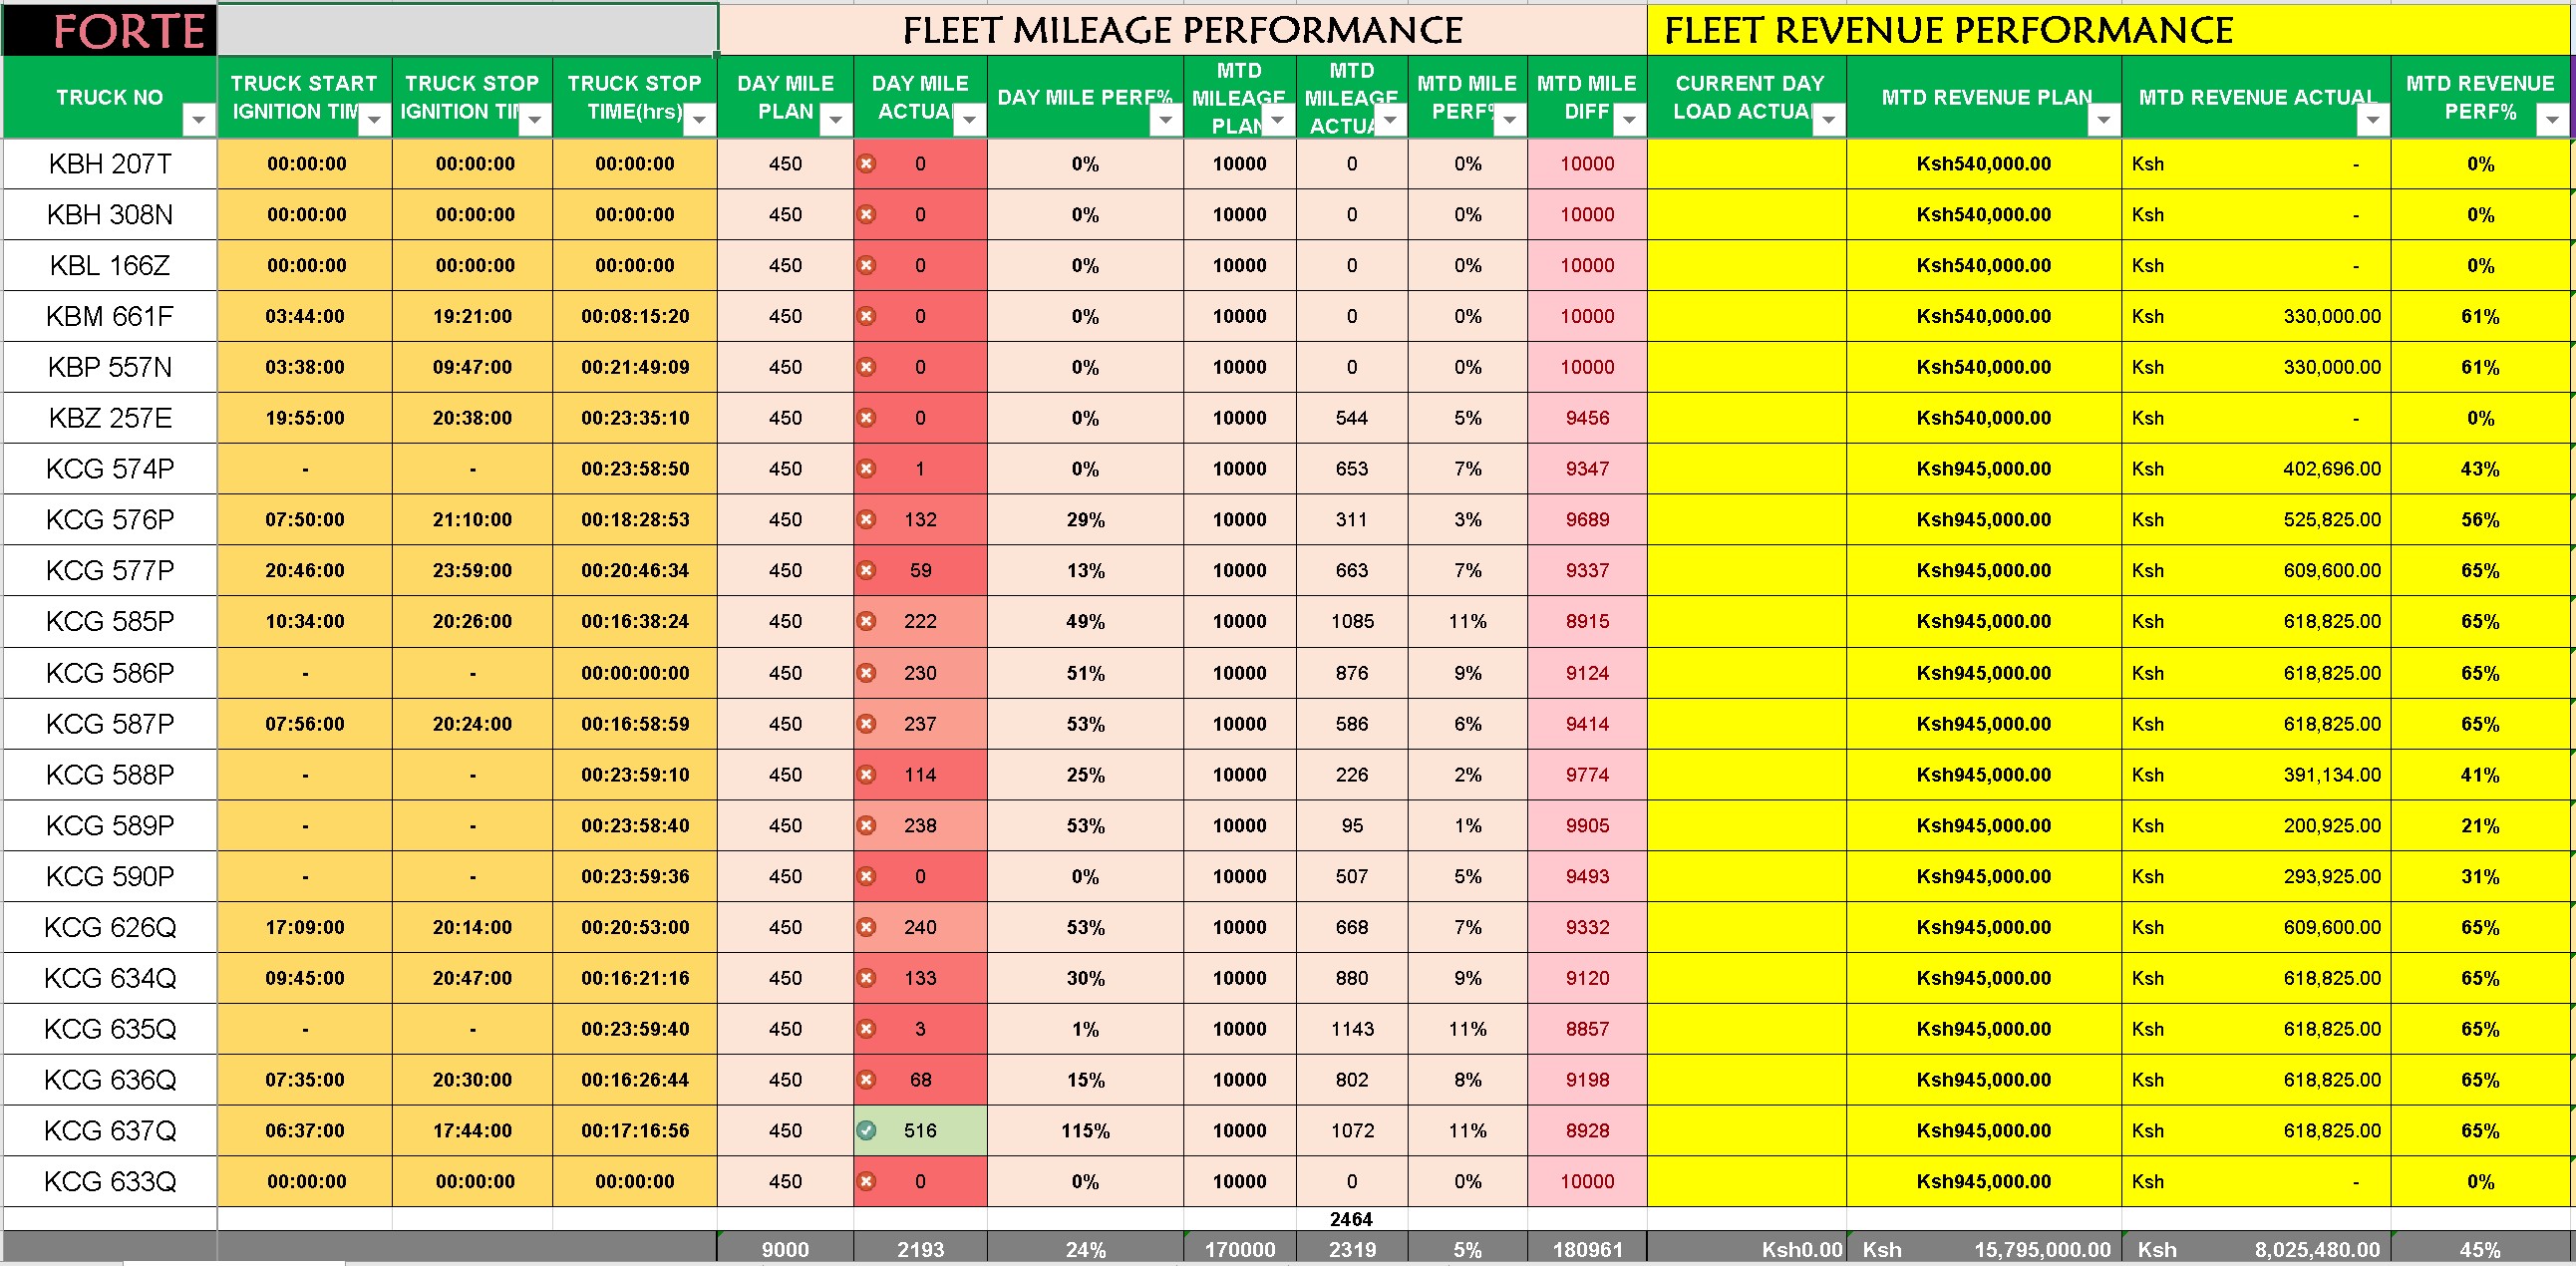 FORTE FLEET MILEAGE PERFORMANCE FLEET REVENUE PERFORMANCE
TRUCK NO TRUCK START IGNITION TIM TRUCK STOP IGNITION TIM TRUCK STOP TIME(hrs) DAY MILE PLAN DAY MILE ACTUAL DAY MILE PERF% MTD MILEAGE PLAN MTD MILEAGE ACTUA MTD MILE PERF% MTD MILE DIFF CURRENT DAY LOAD ACTUAL MTD REVENUE PLAN MTD REVENUE ACTUAL MTD REVENUE PERF%
KBH 207T 00:00:00 00:00:00 00:00:00 450 0 0% 10000 0 0% 10000 Ksh540,000.00 Ksh - 0%
KBH 308N 00:00:00 00:00:00 00:00:00 450 0 0% 10000 0 0% 10000 Ksh540,000.00 Ksh - 0%
KBL 166Z 00:00:00 00:00:00 00:00:00 450 0 0% 10000 0 0% 10000 Ksh540,000.00 Ksh - 0%
KBM 661F 03:44:00 19:21:00 00:08:15:20 450 0 0% 10000 0 0% 10000 Ksh540,000.00 Ksh 330,000.00 61%
KBP 557N 03:38:00 09:47:00 00:21:49:09 450 0 0% 10000 0 0% 10000 Ksh540,000.00 Ksh 330,000.00 61%
KBZ 257E 19:55:00 20:38:00 00:23:35:10 450 0 0% 10000 544 5% 9456 Ksh540,000.00 Ksh - 0%
KCG 574P - - 00:23:58:50 450 1 0% 10000 653 7% 9347 Ksh945,000.00 Ksh 402,696.00 43%
KCG 576P 07:50:00 21:10:00 00:18:28:53 450 132 29% 10000 311 3% 9689 Ksh945,000.00 Ksh 525,825.00 56%
KCG 577P 20:46:00 23:59:00 00:20:46:34 450 59 13% 10000 663 7% 9337 Ksh945,000.00 Ksh 609,600.00 65%
KCG 585P 10:34:00 20:26:00 00:16:38:24 450 222 49% 10000 1085 11% 8915 Ksh945,000.00 Ksh 618,825.00 65%
KCG 586P - - 00:00:00:00 450 230 51% 10000 876 9% 9124 Ksh945,000.00 Ksh 618,825.00 65%
KCG 587P 07:56:00 20:24:00 00:16:58:59 450 237 53% 10000 586 6% 9414 Ksh945,000.00 Ksh 618,825.00 65%
KCG 588P - - 00:23:59:10 450 114 25% 10000 226 2% 9774 Ksh945,000.00 Ksh 391,134.00 41%
KCG 589P - - 00:23:58:40 450 238 53% 10000 95 1% 9905 Ksh945,000.00 Ksh 200,925.00 21%
KCG 590P - - 00:23:59:36 450 0 0% 10000 507 5% 9493 Ksh945,000.00 Ksh 293,925.00 31%
KCG 626Q 17:09:00 20:14:00 00:20:53:00 450 240 53% 10000 668 7% 9332 Ksh945,000.00 Ksh 609,600.00 65%
KCG 634Q 09:45:00 20:47:00 00:16:21:16 450 133 30% 10000 880 9% 9120 Ksh945,000.00 Ksh 618,825.00 65%
KCG 635Q - - 00:23:59:40 450 3 1% 10000 1143 11% 8857 Ksh945,000.00 Ksh 618,825.00 65%
KCG 636Q 07:35:00 20:30:00 00:16:26:44 450 68 15% 10000 802 8% 9198 Ksh945,000.00 Ksh 618,825.00 65%
KCG 637Q 06:37:00 17:44:00 00:17:16:56 450 516 115% 10000 1072 11% 8928 Ksh945,000.00 Ksh 618,825.00 65%
KCG 633Q 00:00:00 00:00:00 00:00:00 450 0 0% 10000 0 0% 10000 Ksh945,000.00 Ksh - 0%
2464
9000 2193 24% 170000 2319 5% 180961 Ksh0.00 Ksh 15,795,000.00 Ksh 8,025,480.00 45%